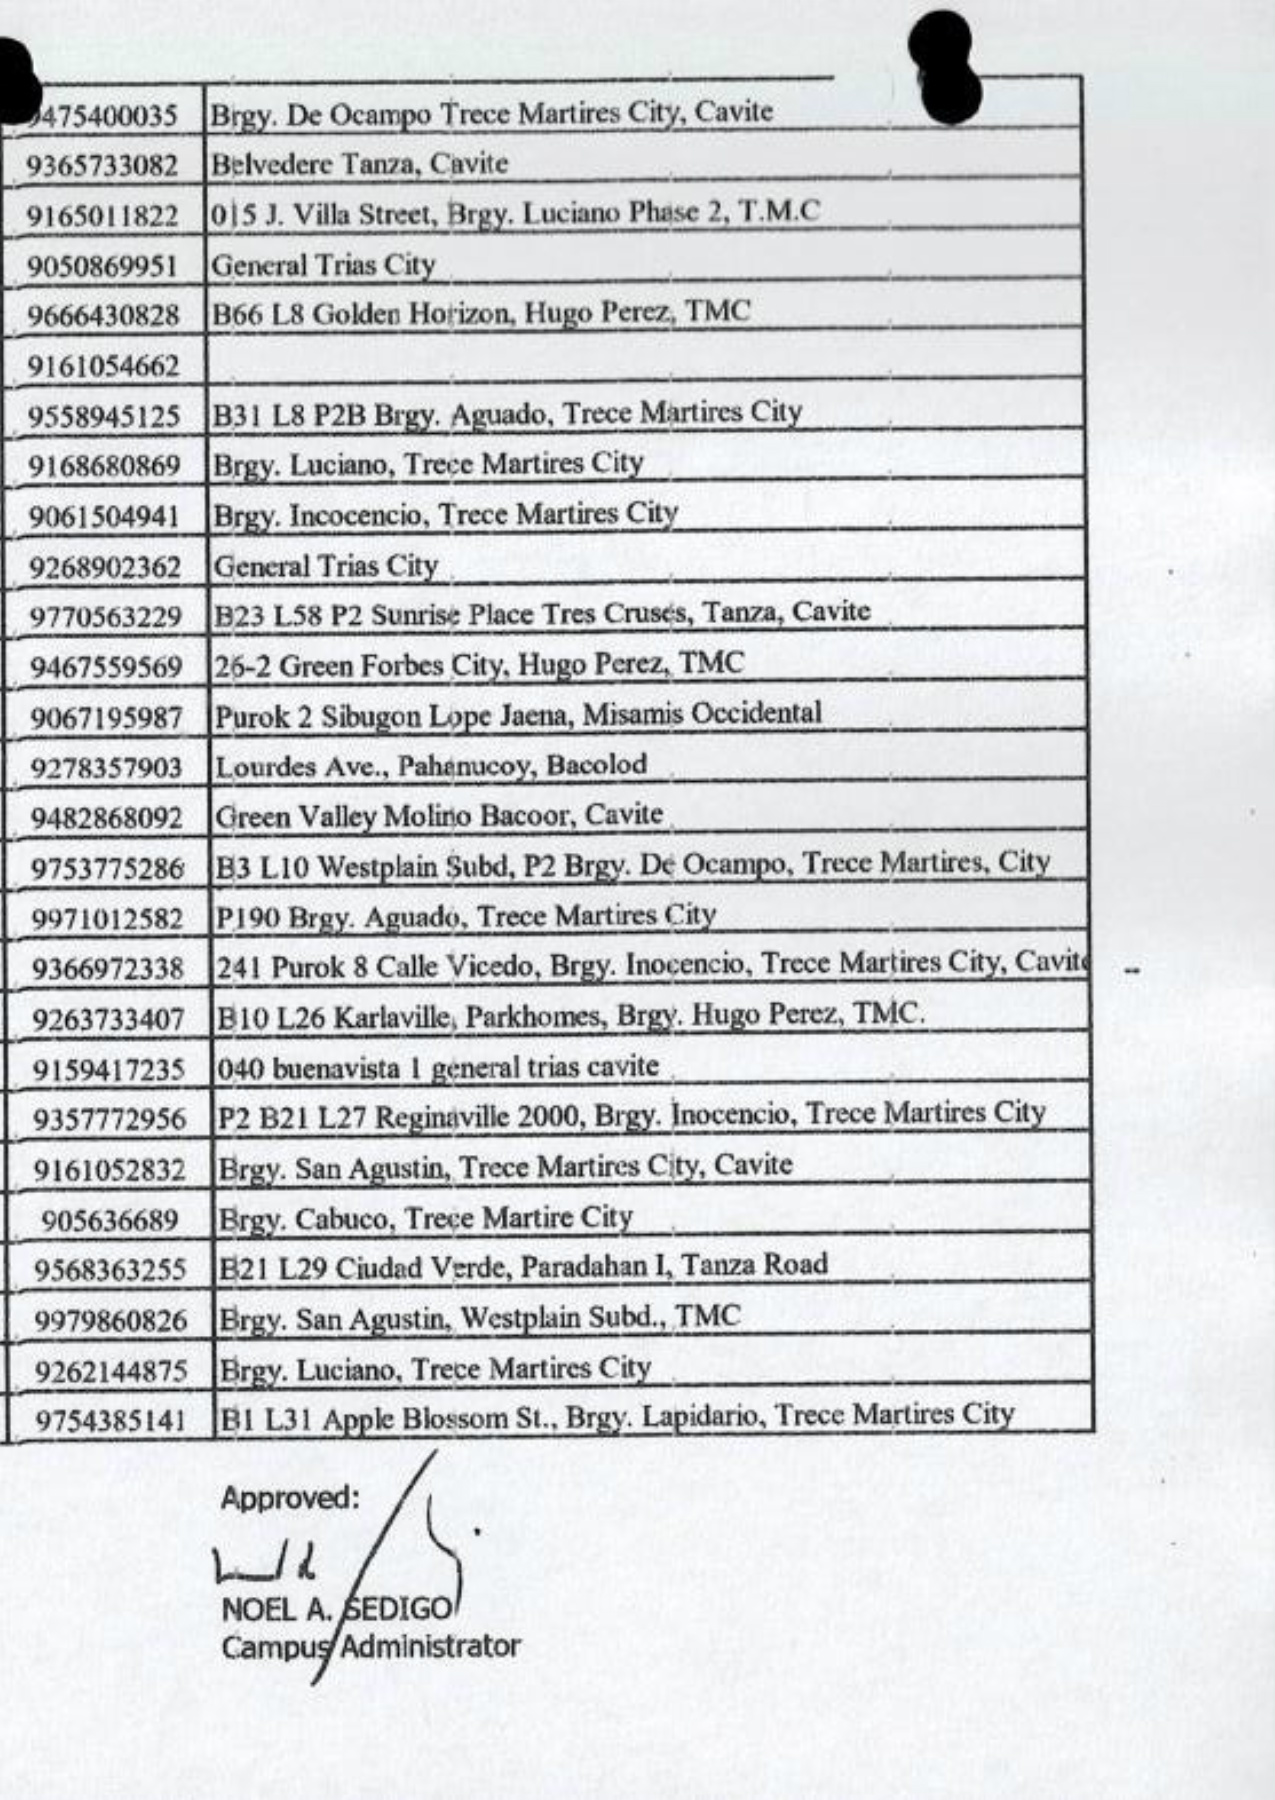 9475400035 Brgy. De Ocampo Trece Martires City, Cavite
9365733082 Belvedere Tanza, Cavite
9165011822 015 J. Villa Street, Brgy. Luciano Phase 2, T.M.C
9050869951 General Trias City
9666430828 B66 L8 Golden Horizon, Hugo Perez, TMC
9161054662
9558945125 B31 L8 P2B Brgy. Aguado, Trece Martires City
9168680869 Brgy. Luciano, Trece Martires City
9061504941 Brgy. Incocencio, Trece Martires City
9268902362 General Trias City
9770563229 B23 L58 P2 Sunrise Place Tres Cruses, Tanza, Cavite
9467559569 26-2 Green Forbes City, Hugo Perez, TMC
9067195987 Purok 2 Sibugon Lope Jaena, Misamis Occidental
9278357903 Lourdes Ave., Pahanucoy, Bacolod
9482868092 Green Valley Molino Bacoor, Cavite
9753775286 B3 L10 Westplain Subd, P2 Brgy. De Ocampo, Trece Martires, City
9971012582 P190 Brgy. Aguado, Trece Martires City
9366972338 241 Purok 8 Calle Vicedo, Brgy. Inocencio, Trece Martires City, Cavite
9263733407 B10 L26 Karlaville, Parkhomes, Brgy. Hugo Perez, TMC.
9159417235 040 buenavista 1 general trias cavite
9357772956 P2 B21 L27 Reginaville 2000, Brgy. Inocencio, Trece Martires City
9161052832 Brgy. San Agustin, Trece Martires City, Cavite
905636689 Brgy. Cabuco, Trece Martire City
9568363255 B21 L29 Ciudad Verde, Paradahan I, Tanza Road
9979860826 Brgy. San Agustin, Westplain Subd., TMC
9262144875 Brgy. Luciano, Trece Martires City
9754385141 B1 L31 Apple Blossom St., Brgy. Lapidario, Trece Martires City
Approved:
NOEL A. SEDIGO
Campus Administrator